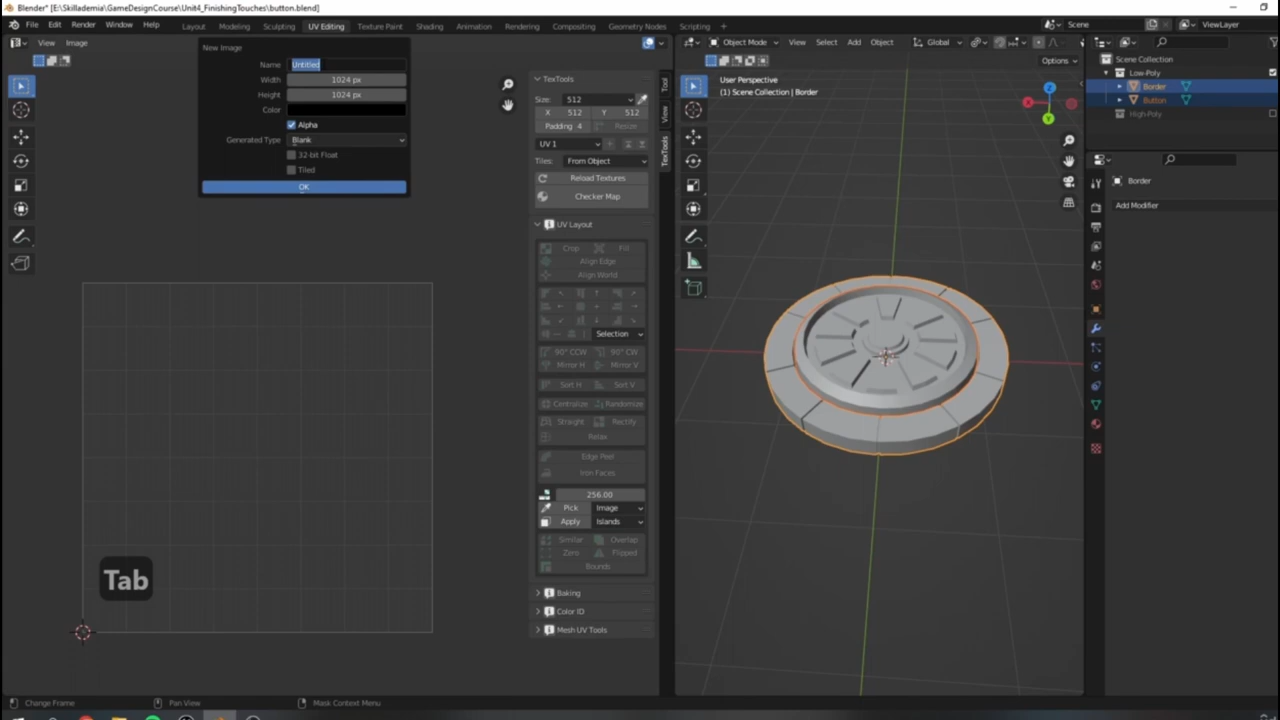 Blender* [E:\Skillademia\GameDesignCourse\Unit4_FinishingTouches\button.blend]
File Edit Render Window Help Layout Modeling Sculpting UV Editing Texture Paint Shading Animation Rendering Compositing Geometry Nodes Scripting Scene ViewLayer
View Image Object Mode View Select Add Object Global
Options
New Image
Name Untitled
Width 1024 px
Height 1024 px
Color
Alpha
Generated Type Blank
32-bit Float
Tiled
OK
TexTools
Size: 512
X 512 Y 512
Padding 4 Resize
UV 1
Tiles: From Object
Reload Textures
Checker Map
UV Layout
Crop Fill
Align Edge
Align World
Selection
90° CCW 90° CW
Mirror H Mirror V
Sort H Sort V
Centralize Randomize
Straight Rectify
Relax
Edge Peel
Iron Faces
256.00
Pick Image
Apply Islands
Similar Overlap
Zero Flipped
Bounds
Baking
Color ID
Mesh UV Tools
Tool
View
TexTools
User Perspective
(1) Scene Collection | Border
Z
X
Y
Scene Collection
Low-Poly
Border
Button
High-Poly
Border
Add Modifier
Tab
Change Frame Pan View Mask Context Menu